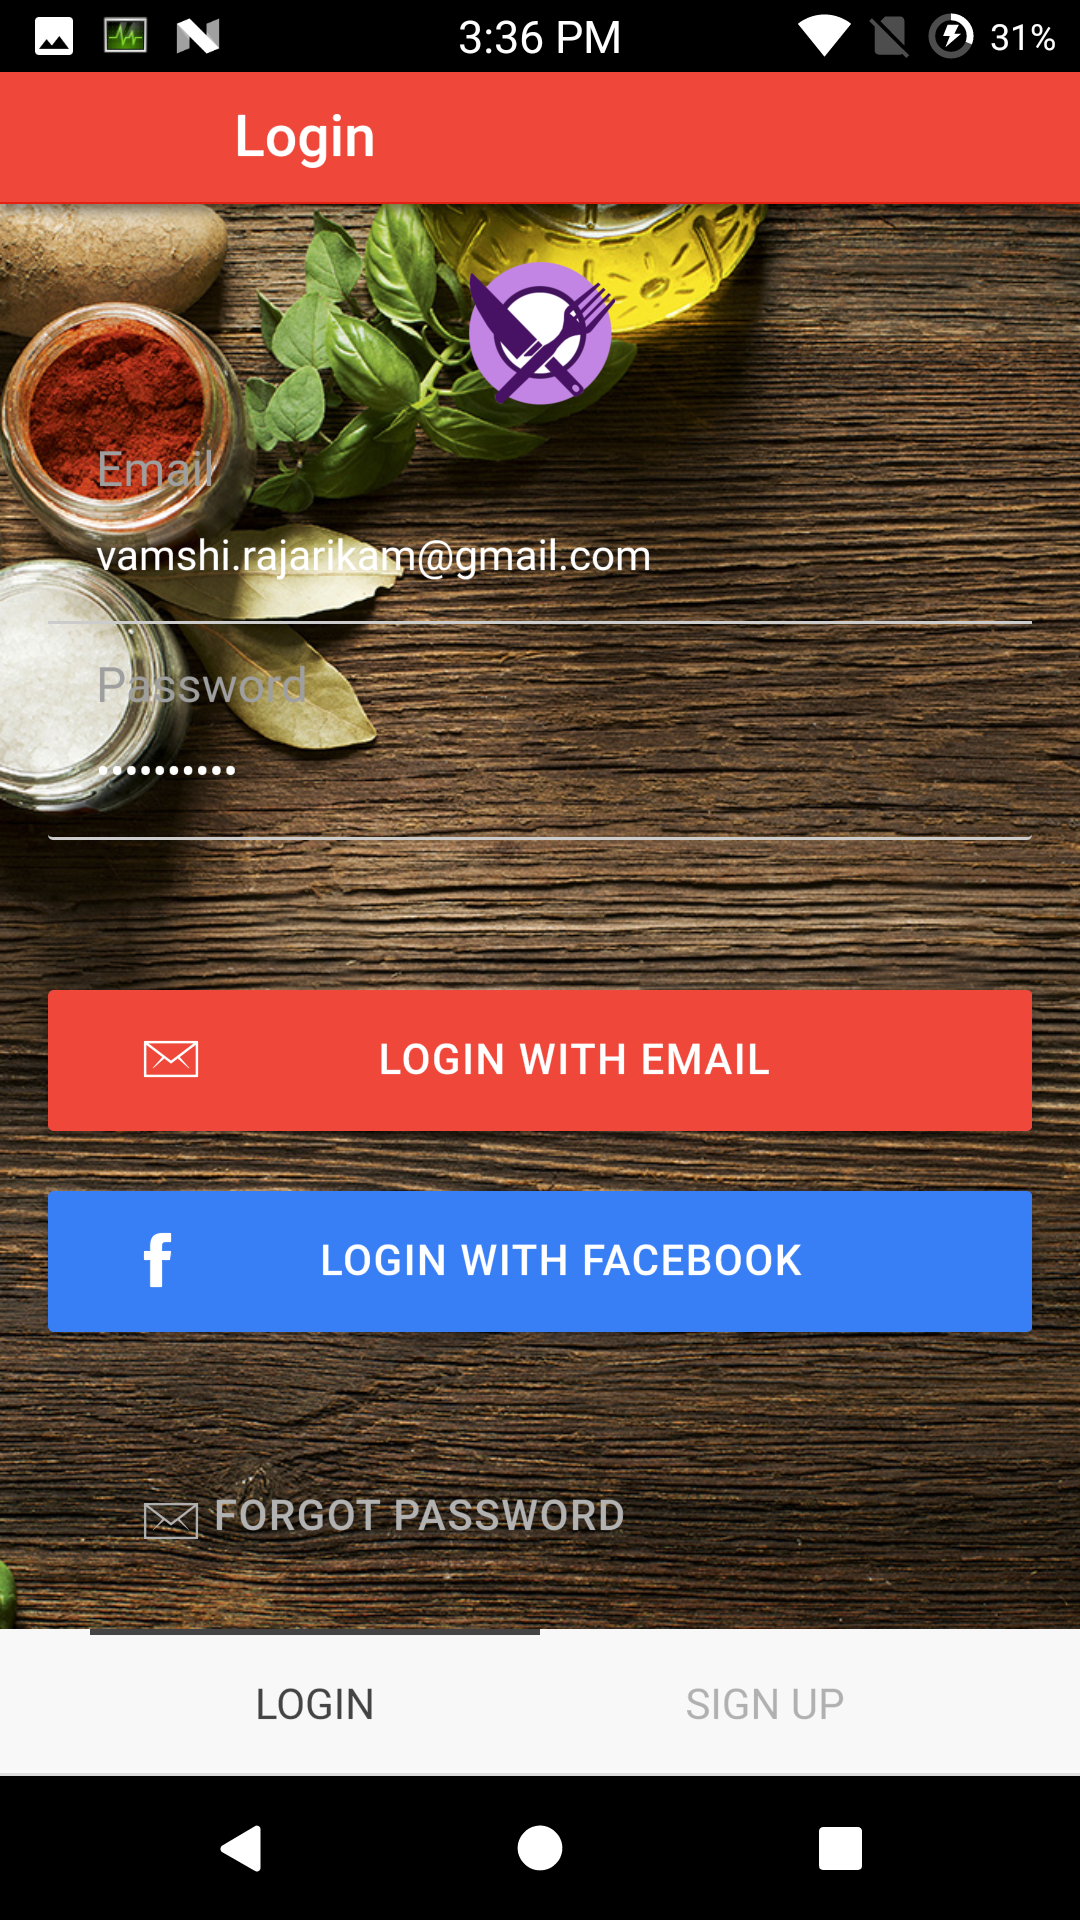 3:36 PM
31%
Login
Email
vamshi.rajarikam@gmail.com
Password
••••••••••
LOGIN WITH EMAIL
LOGIN WITH FACEBOOK
FORGOT PASSWORD
LOGIN
SIGN UP